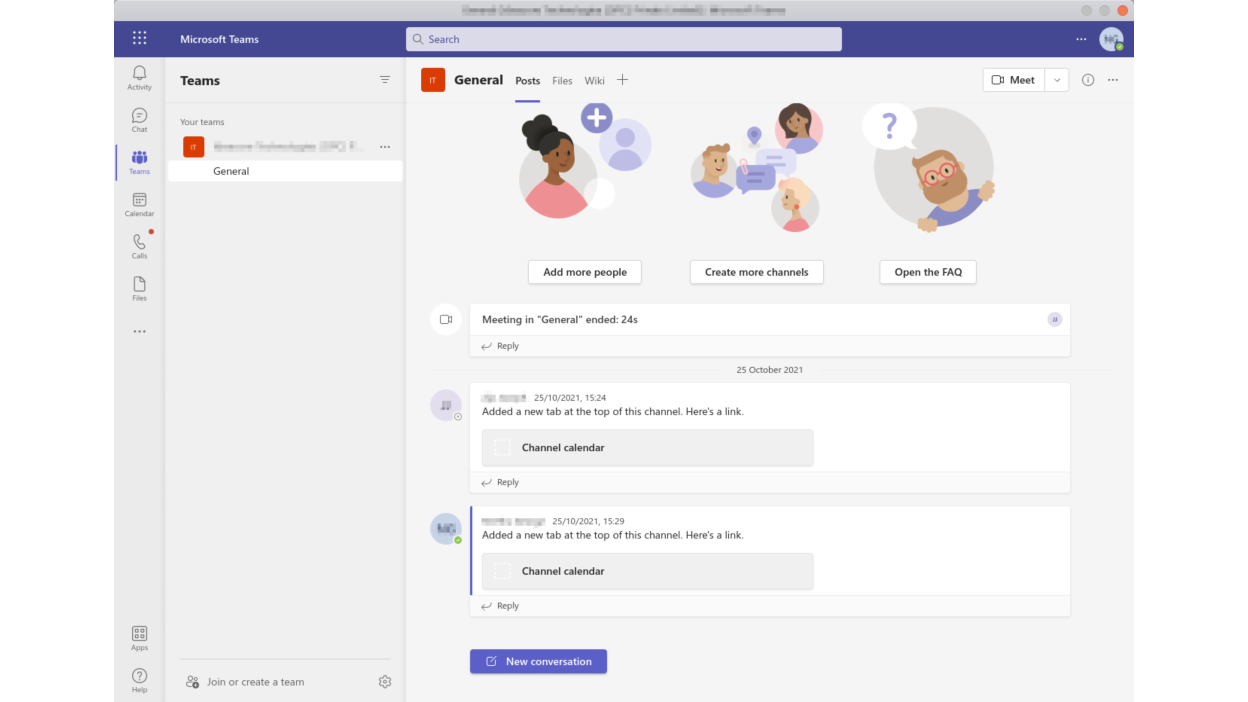 Microsoft Teams
Search
Activity
Chat
Teams
Calendar
Calls
Files
Apps
Help
Teams
Your teams
IT
General
Join or create a team
IT
General
Posts
Files
Wiki
Meet
?
Add more people
Create more channels
Open the FAQ
Meeting in "General" ended: 24s
Reply
25 October 2021
25/10/2021, 15:24
Added a new tab at the top of this channel. Here's a link.
Channel calendar
Reply
25/10/2021, 15:29
Added a new tab at the top of this channel. Here's a link.
Channel calendar
Reply
New conversation